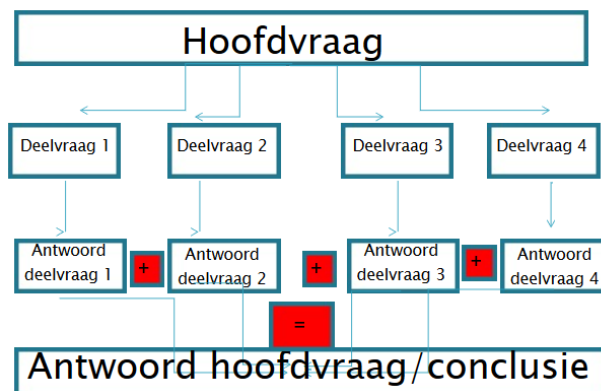 Hoofdvraag
Deelvraag 1
Deelvraag 2
Deelvraag 3
Deelvraag 4
Antwoord
deelvraag 1
+
Antwoord
deelvraag 2
+
Antwoord
deelvraag 3
+
Antwoord
deelvraag 4
=
Antwoord hoofdvraag/conclusie